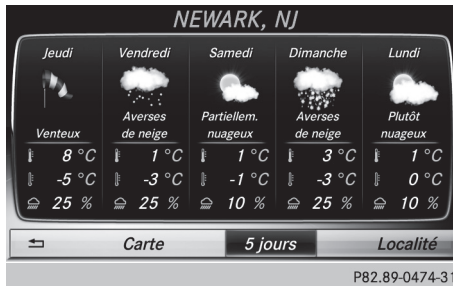 NEWARK, NJ
Jeudi Vendredi Samedi Dimanche Lundi
Averses Partiellem. Averses Plutôt
Venteux de neige nuageux de neige nuageux
8 °C 1 °C 1 °C 3 °C 1 °C
-5 °C -3 °C -1 °C -3 °C 0 °C
25 % 25 % 10 % 25 % 10 %
Carte 5 jours Localité
P82.89-0474-31